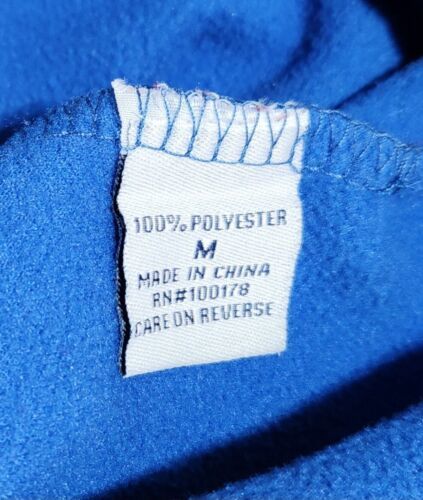 100% POLYESTER
M
MADE IN CHINA
RN#100178
CARE ON REVERSE